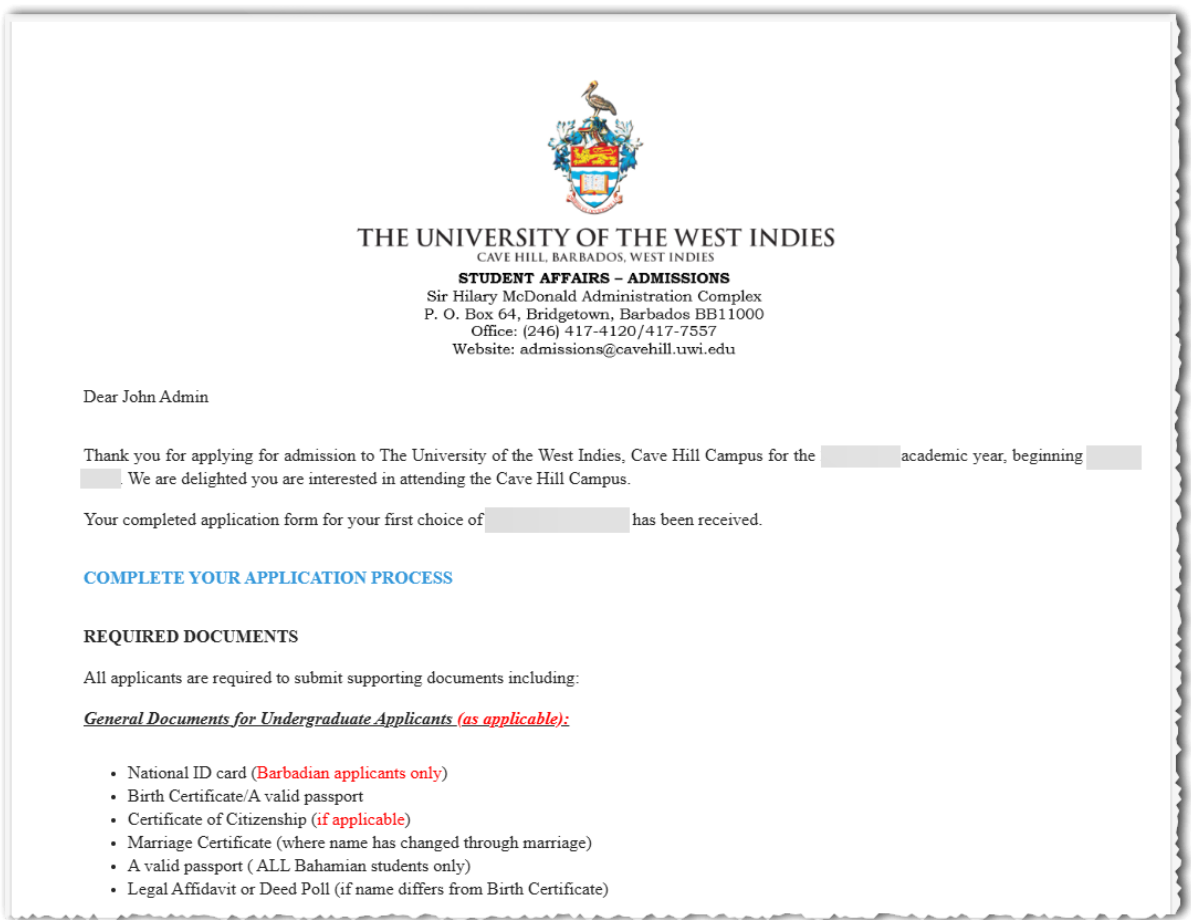 THE UNIVERSITY OF THE WEST INDIES
CAVE HILL, BARBADOS, WEST INDIES
STUDENT AFFAIRS – ADMISSIONS
Sir Hilary McDonald Administration Complex
P. O. Box 64, Bridgetown, Barbados BB11000
Office: (246) 417-4120/417-7557
Website: admissions@cavehill.uwi.edu
Dear John Admin
Thank you for applying for admission to The University of the West Indies, Cave Hill Campus for the academic year, beginning
. We are delighted you are interested in attending the Cave Hill Campus.
Your completed application form for your first choice of has been received.
COMPLETE YOUR APPLICATION PROCESS
REQUIRED DOCUMENTS
All applicants are required to submit supporting documents including:
General Documents for Undergraduate Applicants (as applicable):
• National ID card (Barbadian applicants only)
• Birth Certificate/A valid passport
• Certificate of Citizenship (if applicable)
• Marriage Certificate (where name has changed through marriage)
• A valid passport ( ALL Bahamian students only)
• Legal Affidavit or Deed Poll (if name differs from Birth Certificate)